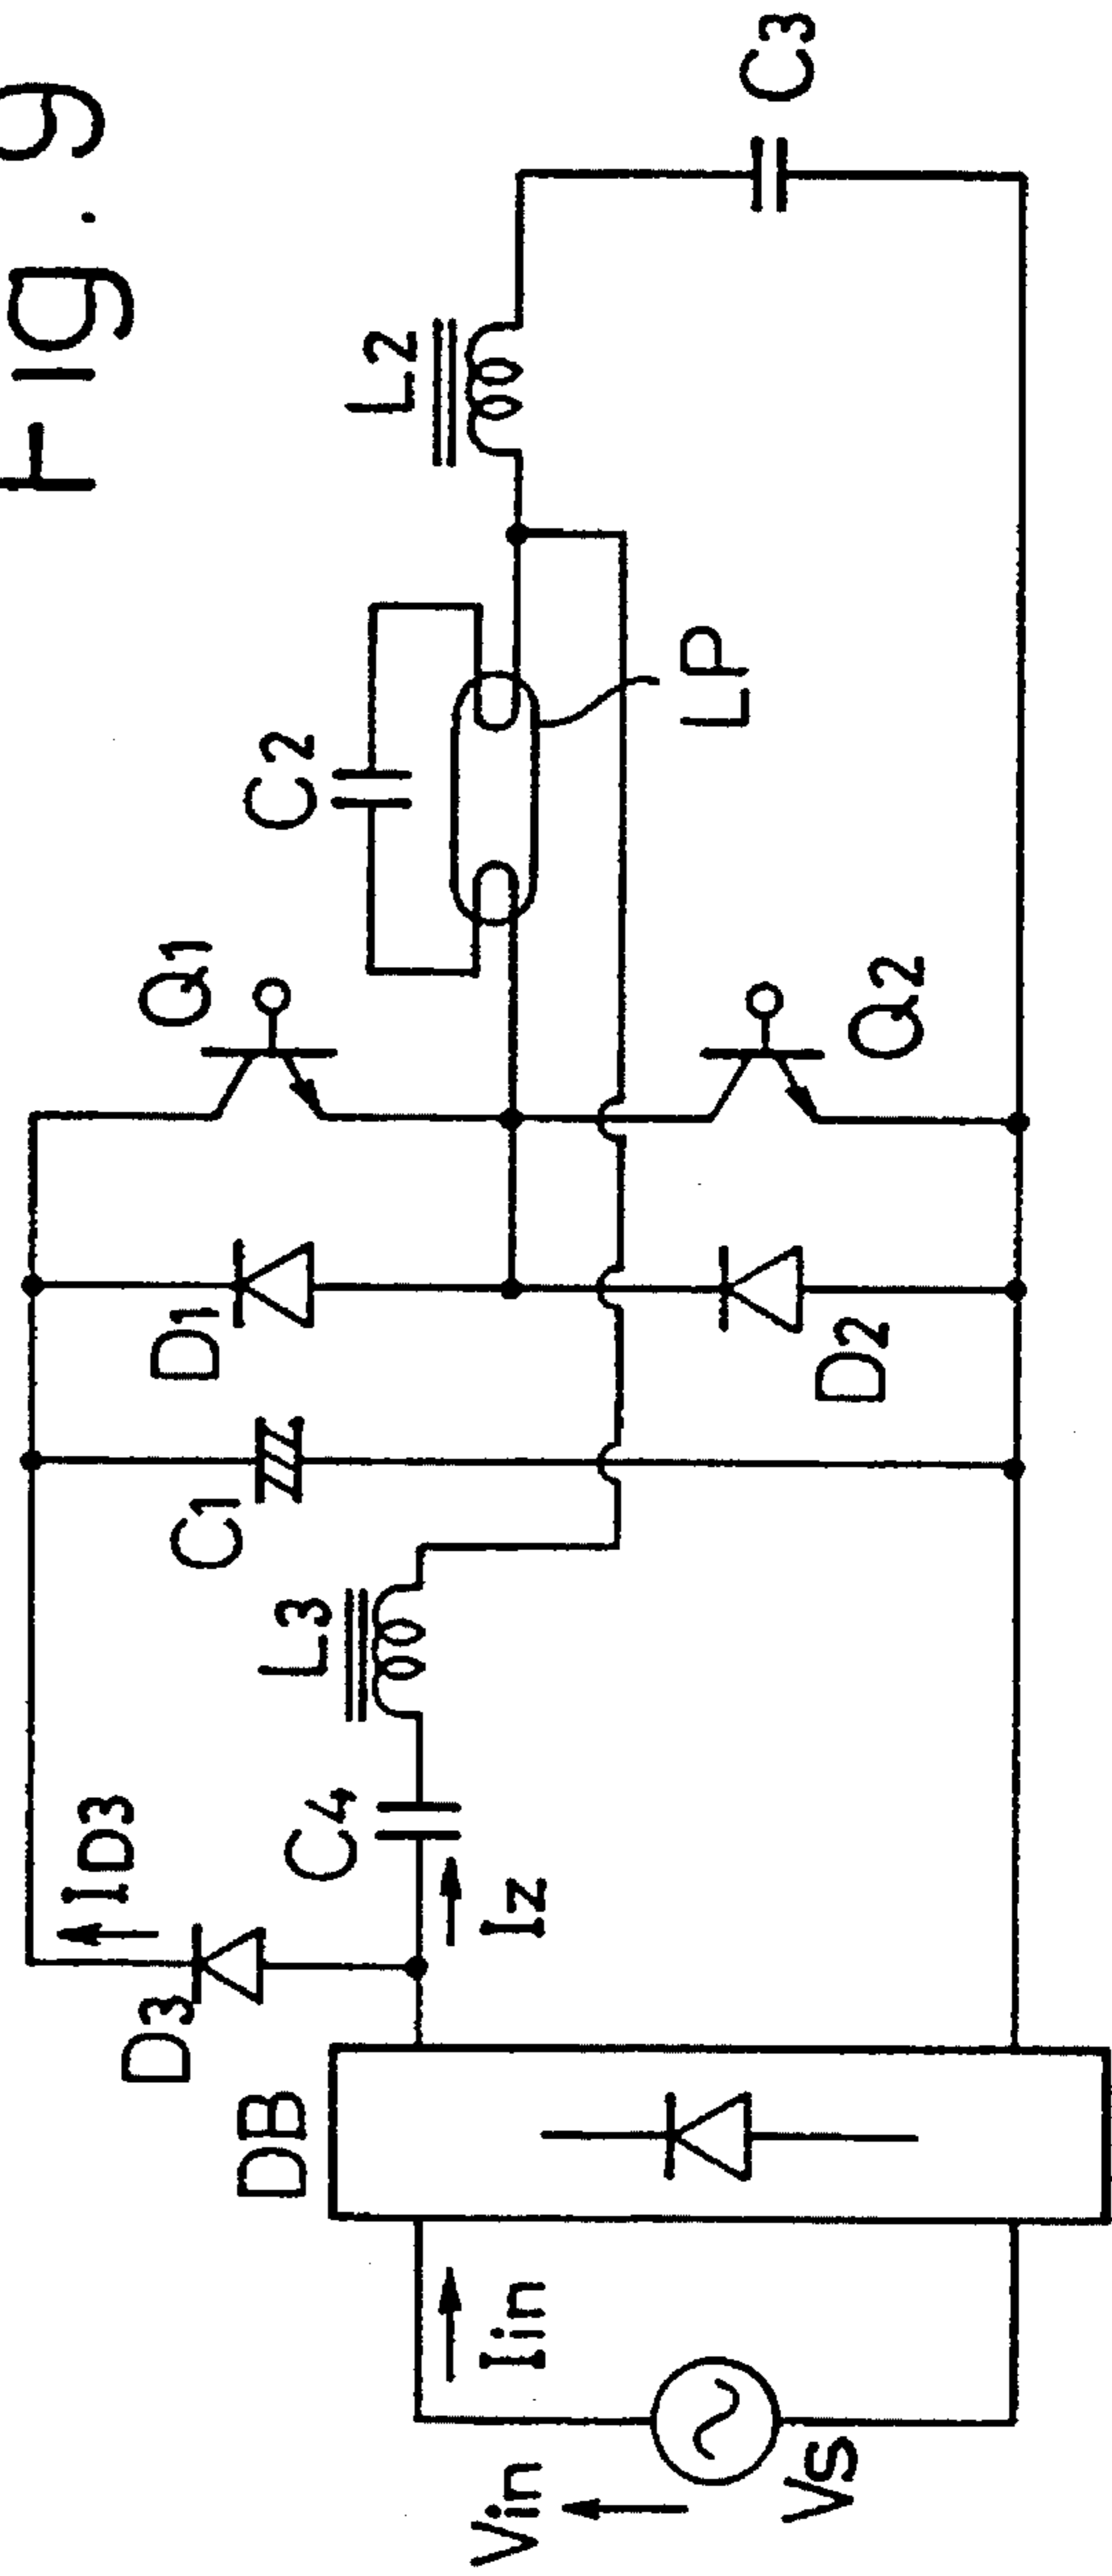 Fig. 9
Vin
Vs
Iin
DB
D3
ID3
Iz
C4
L3
C1
D1
D2
Q1
Q2
C2
LP
L2
C3